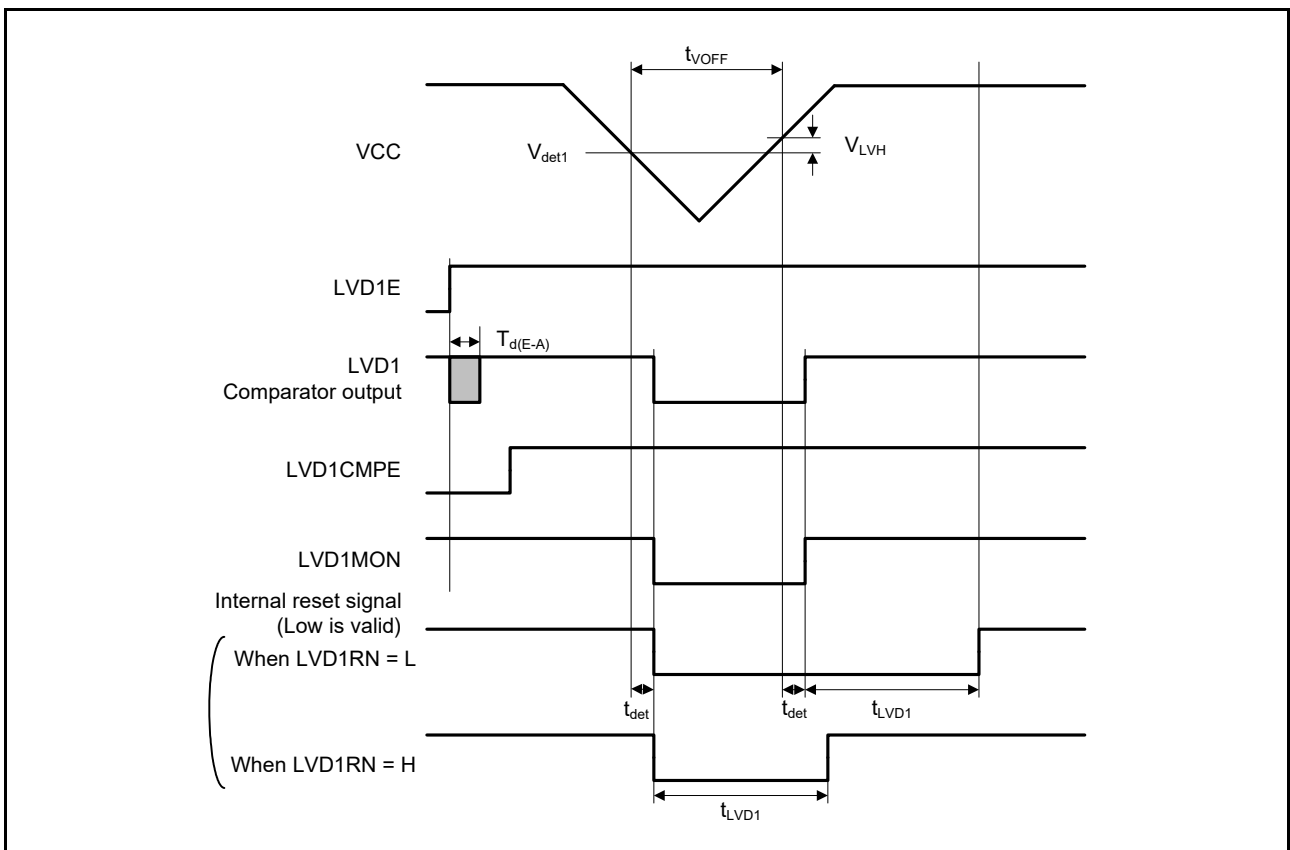 tVOFF
VCC
Vdet1
VLVH
LVD1E
Td(E-A)
LVD1
Comparator output
LVD1CMPE
LVD1MON
Internal reset signal
(Low is valid)
When LVD1RN = L
tdet
tdet
tLVD1
When LVD1RN = H
tLVD1